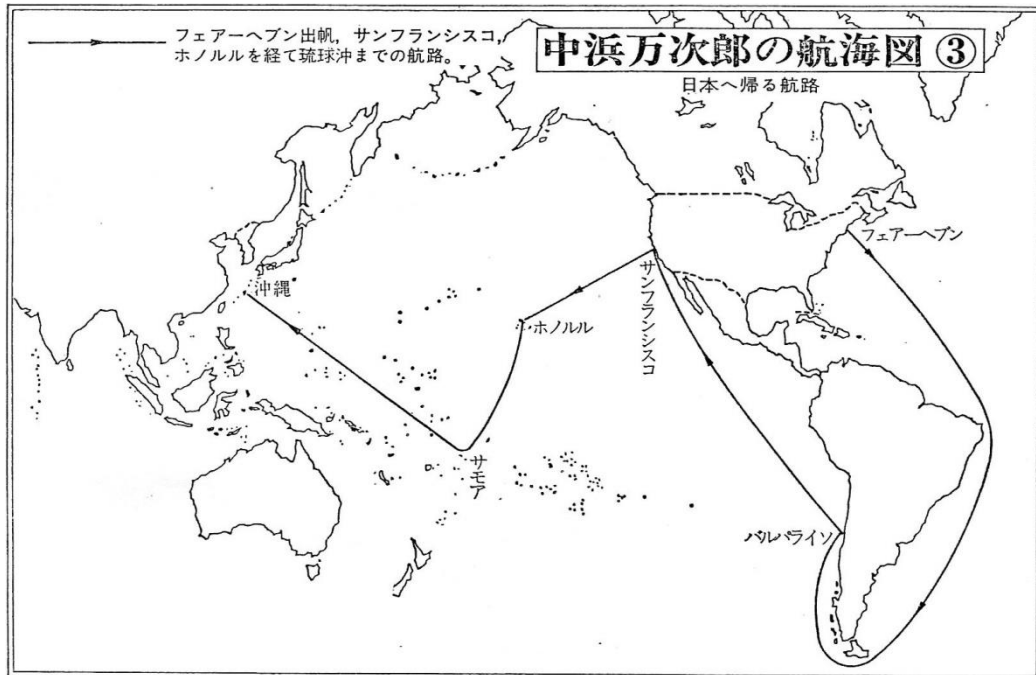 フェアーヘブン出帆，サンフランシスコ，
ホノルルを経て琉球沖までの航路。
中浜万次郎の航海図 ③
日本へ帰る航路
フェアーヘブン
沖縄
サンフランシスコ
ホノルル
サモア
バルパライソ